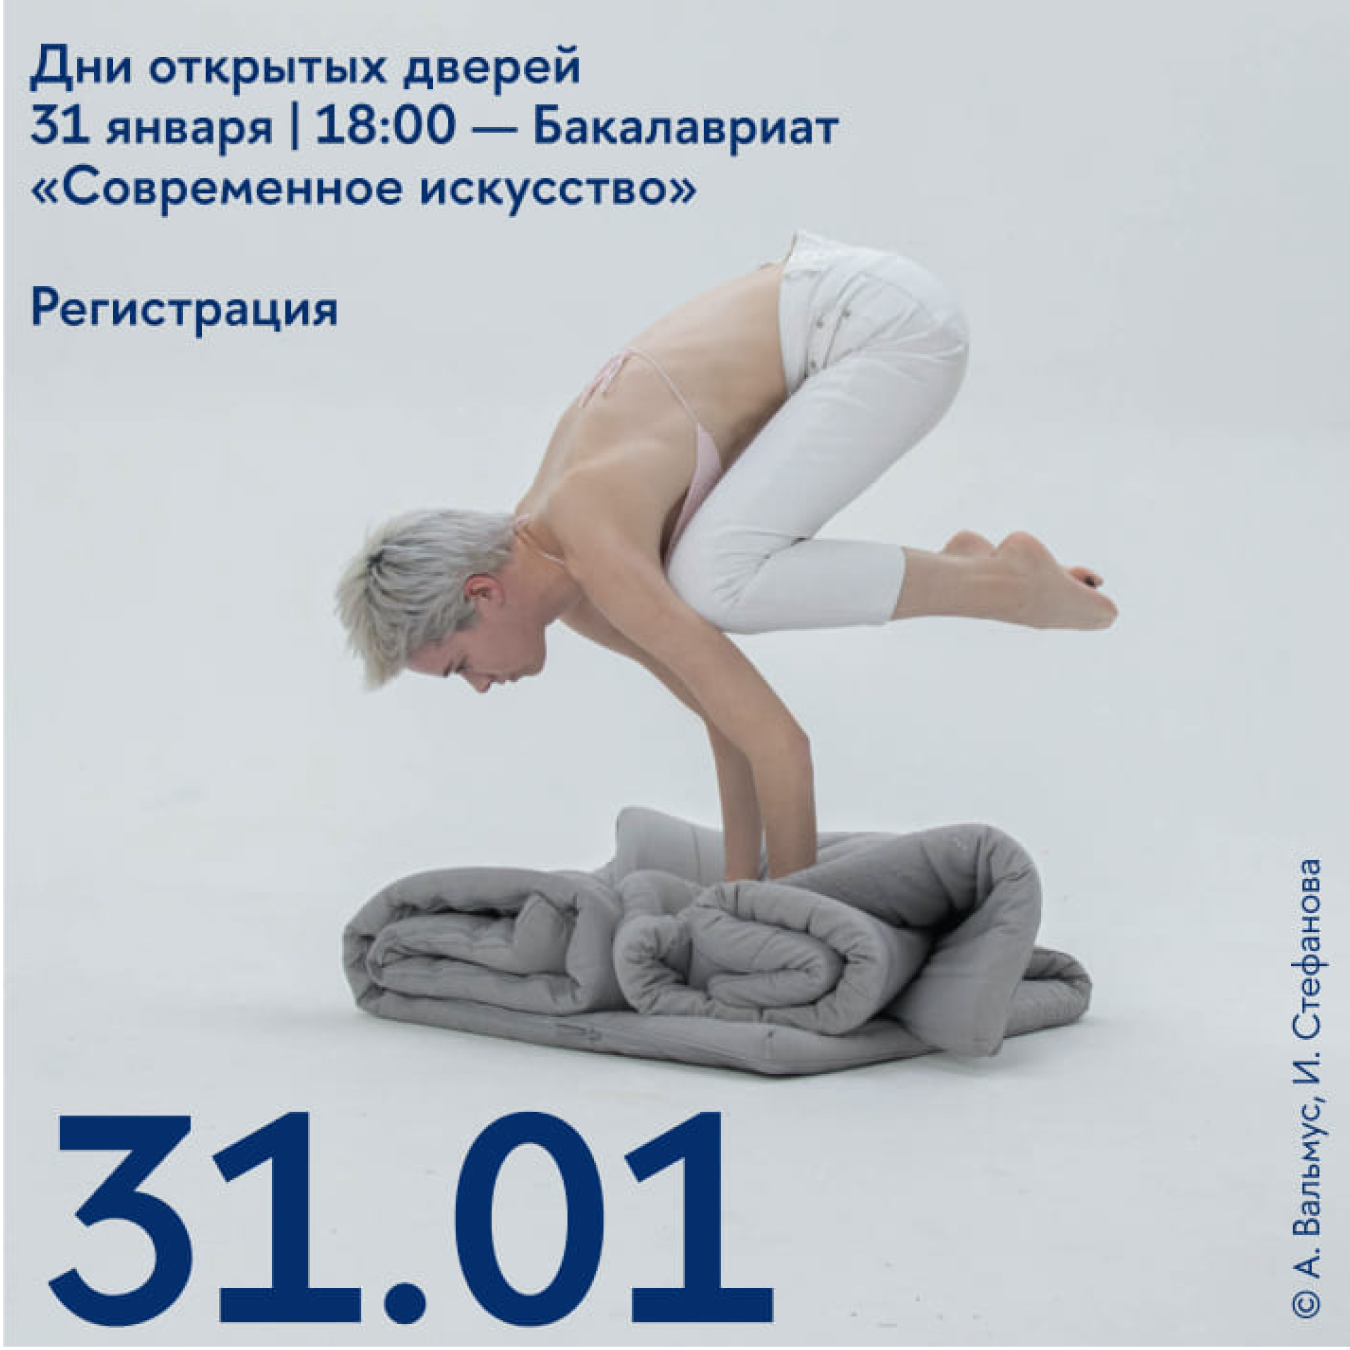 Дни открытых дверей
31 января | 18:00 — Бакалавриат
«Современное искусство»
Регистрация
© А. Вальмус, И. Стефанова
31.01